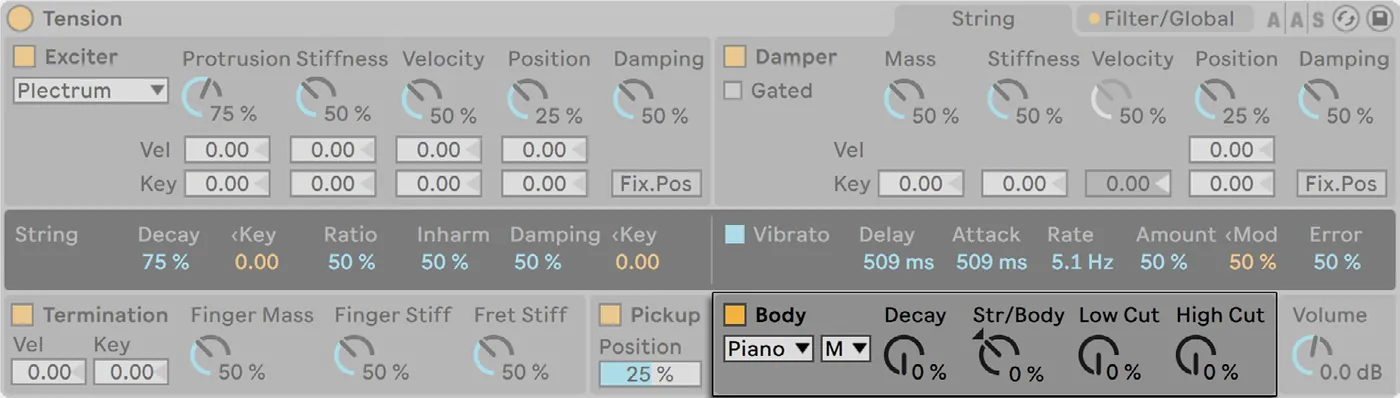 Tension String Filter/Global A A S
Exciter Protrusion Stiffness Velocity Position Damping
Plectrum 75 % 50 % 50 % 25 % 50 %
Vel 0.00 0.00 0.00 0.00
Key 0.00 0.00 0.00 0.00 Fix.Pos
Damper Mass Stiffness Velocity Position Damping
Gated 50 % 50 % 50 % 25 % 50 %
Vel 0.00
Key 0.00 0.00 0.00 0.00 Fix.Pos
String Decay ‹Key Ratio Inharm Damping ‹Key
75 % 0.00 50 % 50 % 50 % 0.00
Vibrato Delay Attack Rate Amount ‹Mod Error
509 ms 509 ms 5.1 Hz 50 % 50 % 50 %
Termination Finger Mass Finger Stiff Fret Stiff
Vel Key
0.00 0.00 50 % 50 % 50 %
Pickup
Position
25 %
Body Decay Str/Body Low Cut High Cut
Piano M 0 % 0 % 0 % 0 %
Volume
0.0 dB